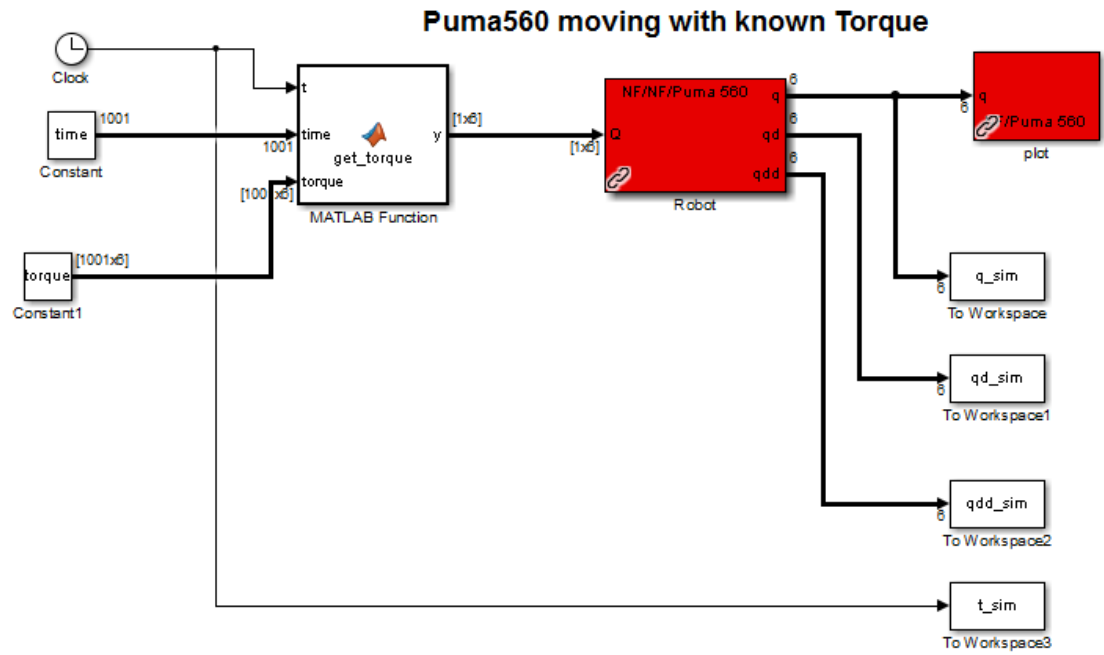 Puma560 moving with known Torque
Clock
time
1001
Constant
torque
[1001x6]
Constant1
t
time
torque
1001
get_torque
y
[1x6]
MATLAB Function
[1x6]
Q
NF/NF/Puma 560
q
qd
qdd
6
6
6
Robot
6
q
/Puma 560
plot
6
q_sim
To Workspace
6
qd_sim
To Workspace1
6
qdd_sim
To Workspace2
t_sim
To Workspace3